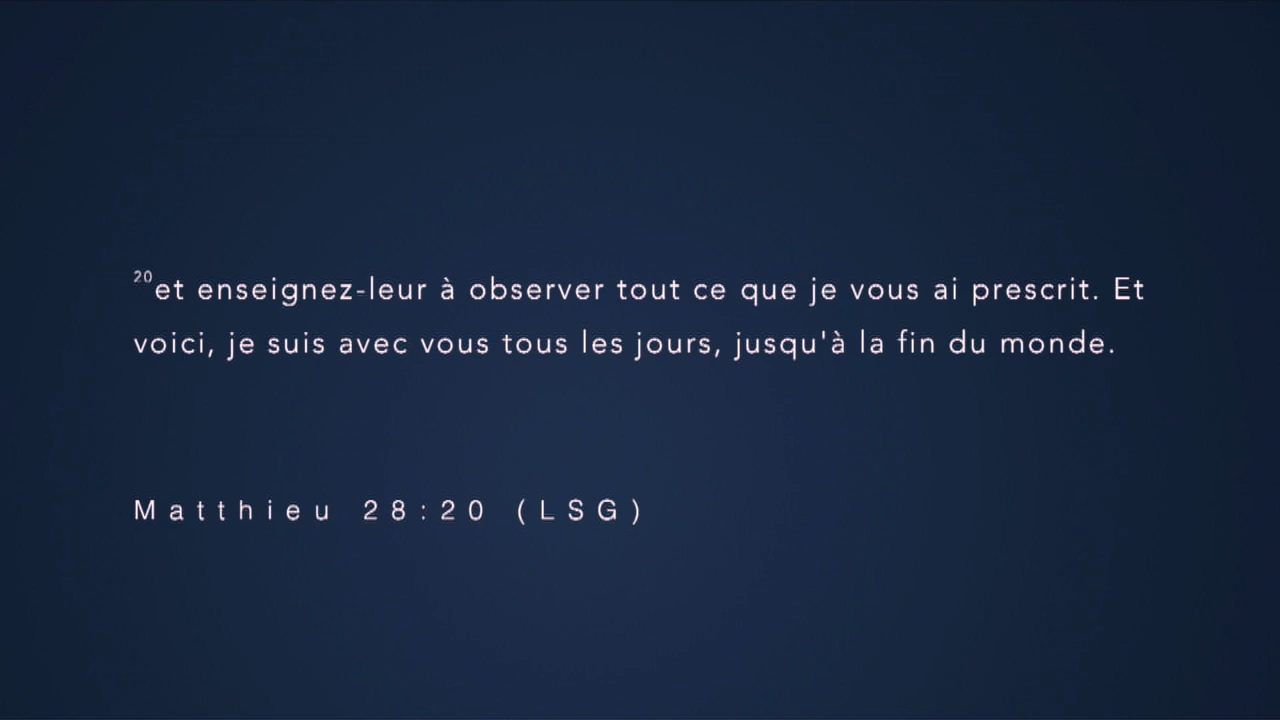 20et enseignez-leur à observer tout ce que je vous ai prescrit. Et
voici, je suis avec vous tous les jours, jusqu'à la fin du monde.
Matthieu 28:20 (LSG)